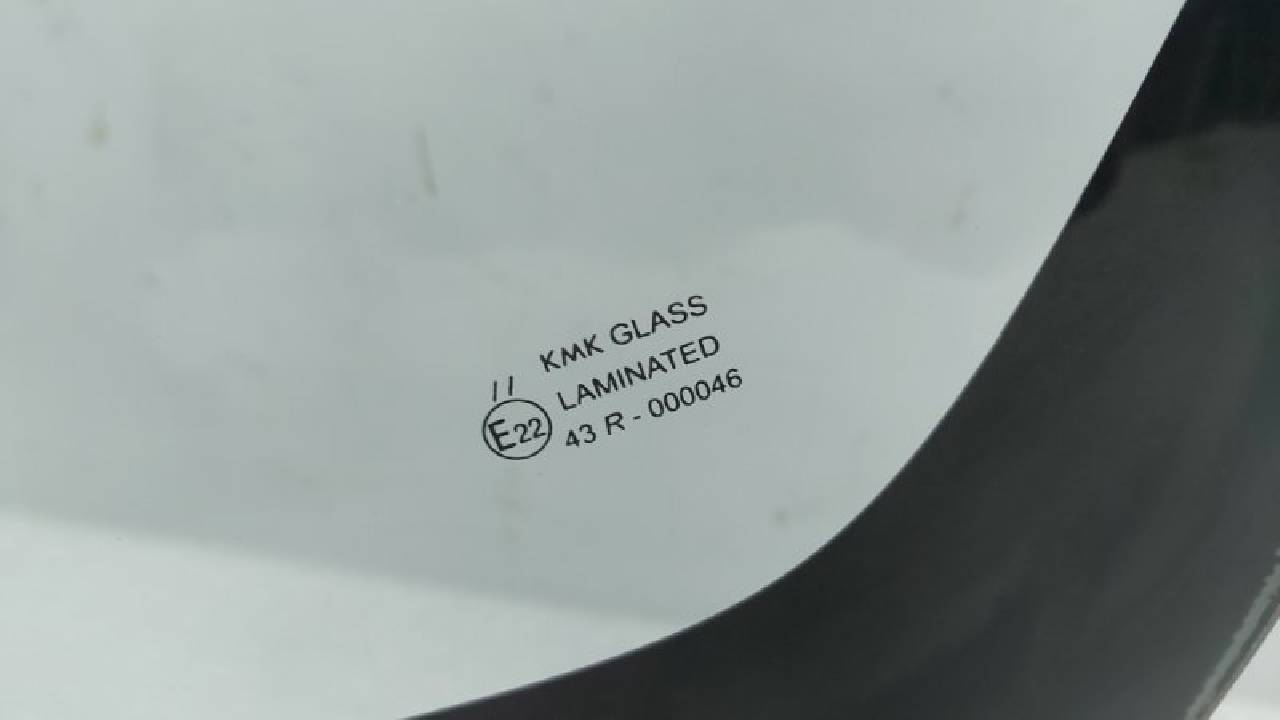 KMK GLASS
II LAMINATED
E22 43 R - 000046